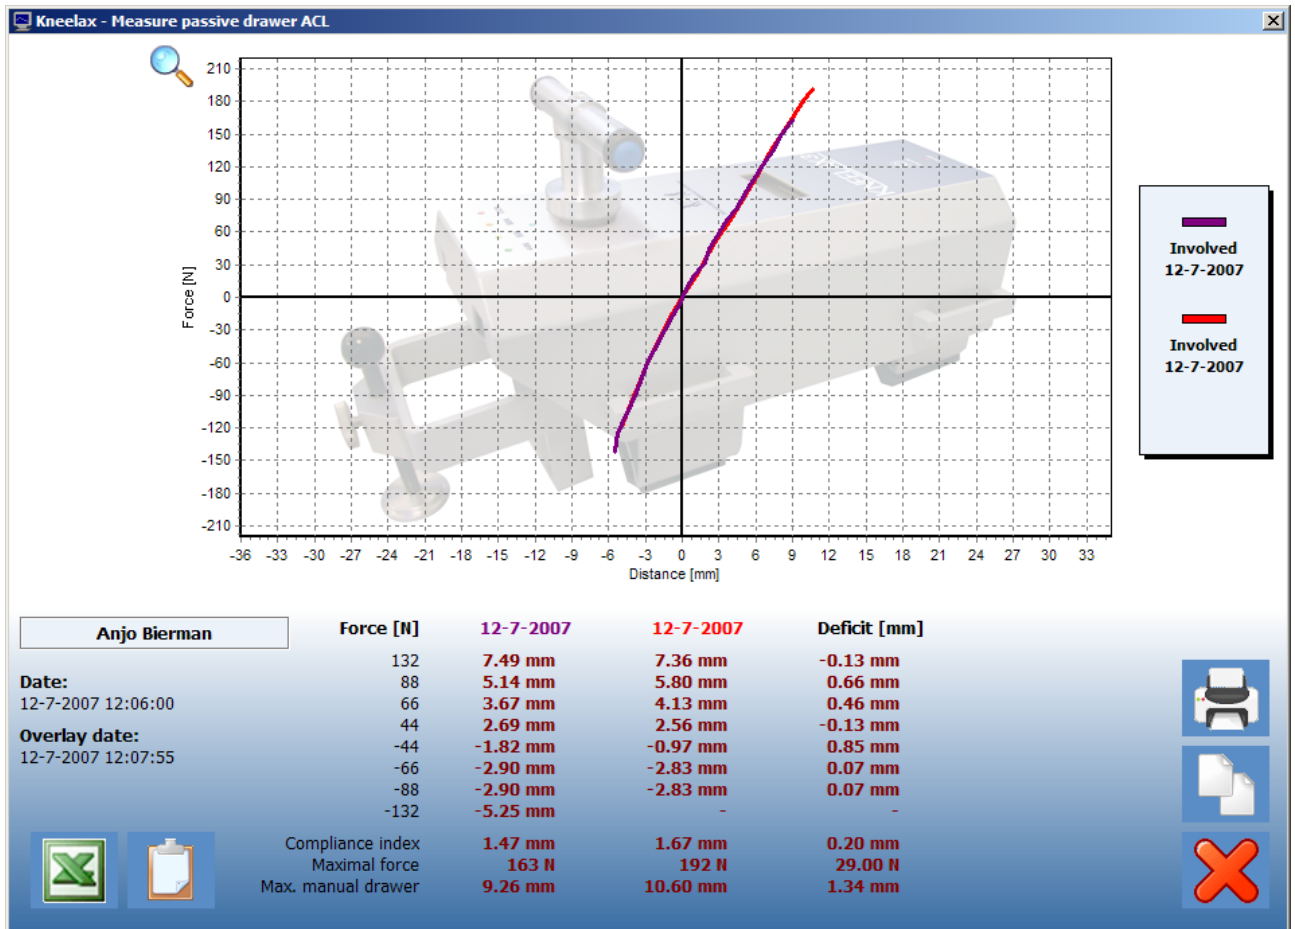 Kneelax - Measure passive drawer ACL
210
180
150
120
90
60
30
0
-30
-60
-90
-120
-150
-180
-210
Force [N]
-36 -33 -30 -27 -24 -21 -18 -15 -12 -9 -6 -3 0 3 6 9 12 15 18 21 24 27 30 33
Distance [mm]
Involved
12-7-2007
Involved
12-7-2007
Anjo Bierman
Date:
12-7-2007 12:06:00
Overlay date:
12-7-2007 12:07:55
Force [N] 12-7-2007 12-7-2007 Deficit [mm]
132 7.49 mm 7.36 mm -0.13 mm
88 5.14 mm 5.80 mm 0.66 mm
66 3.67 mm 4.13 mm 0.46 mm
44 2.69 mm 2.56 mm -0.13 mm
-44 -1.82 mm -0.97 mm 0.85 mm
-66 -2.90 mm -2.83 mm 0.07 mm
-88 -2.90 mm -2.83 mm 0.07 mm
-132 -5.25 mm - -
Compliance index 1.47 mm 1.67 mm 0.20 mm
Maximal force 163 N 192 N 29.00 N
Max. manual drawer 9.26 mm 10.60 mm 1.34 mm